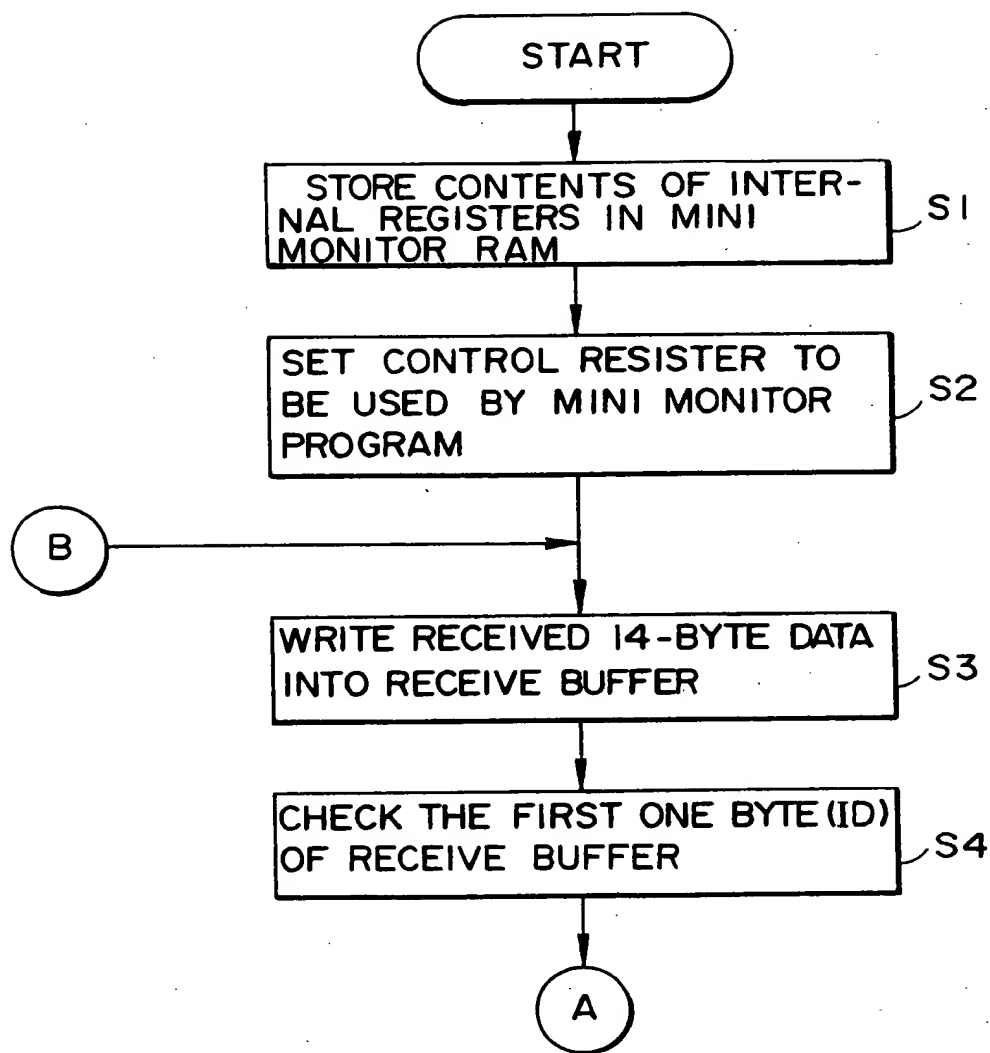 START
STORE CONTENTS OF INTER-
NAL REGISTERS IN MINI
MONITOR RAM
S1
SET CONTROL RESISTER TO
BE USED BY MINI MONITOR
PROGRAM
S2
B
WRITE RECEIVED 14-BYTE DATA
INTO RECEIVE BUFFER
S3
CHECK THE FIRST ONE BYTE (ID)
OF RECEIVE BUFFER
S4
A